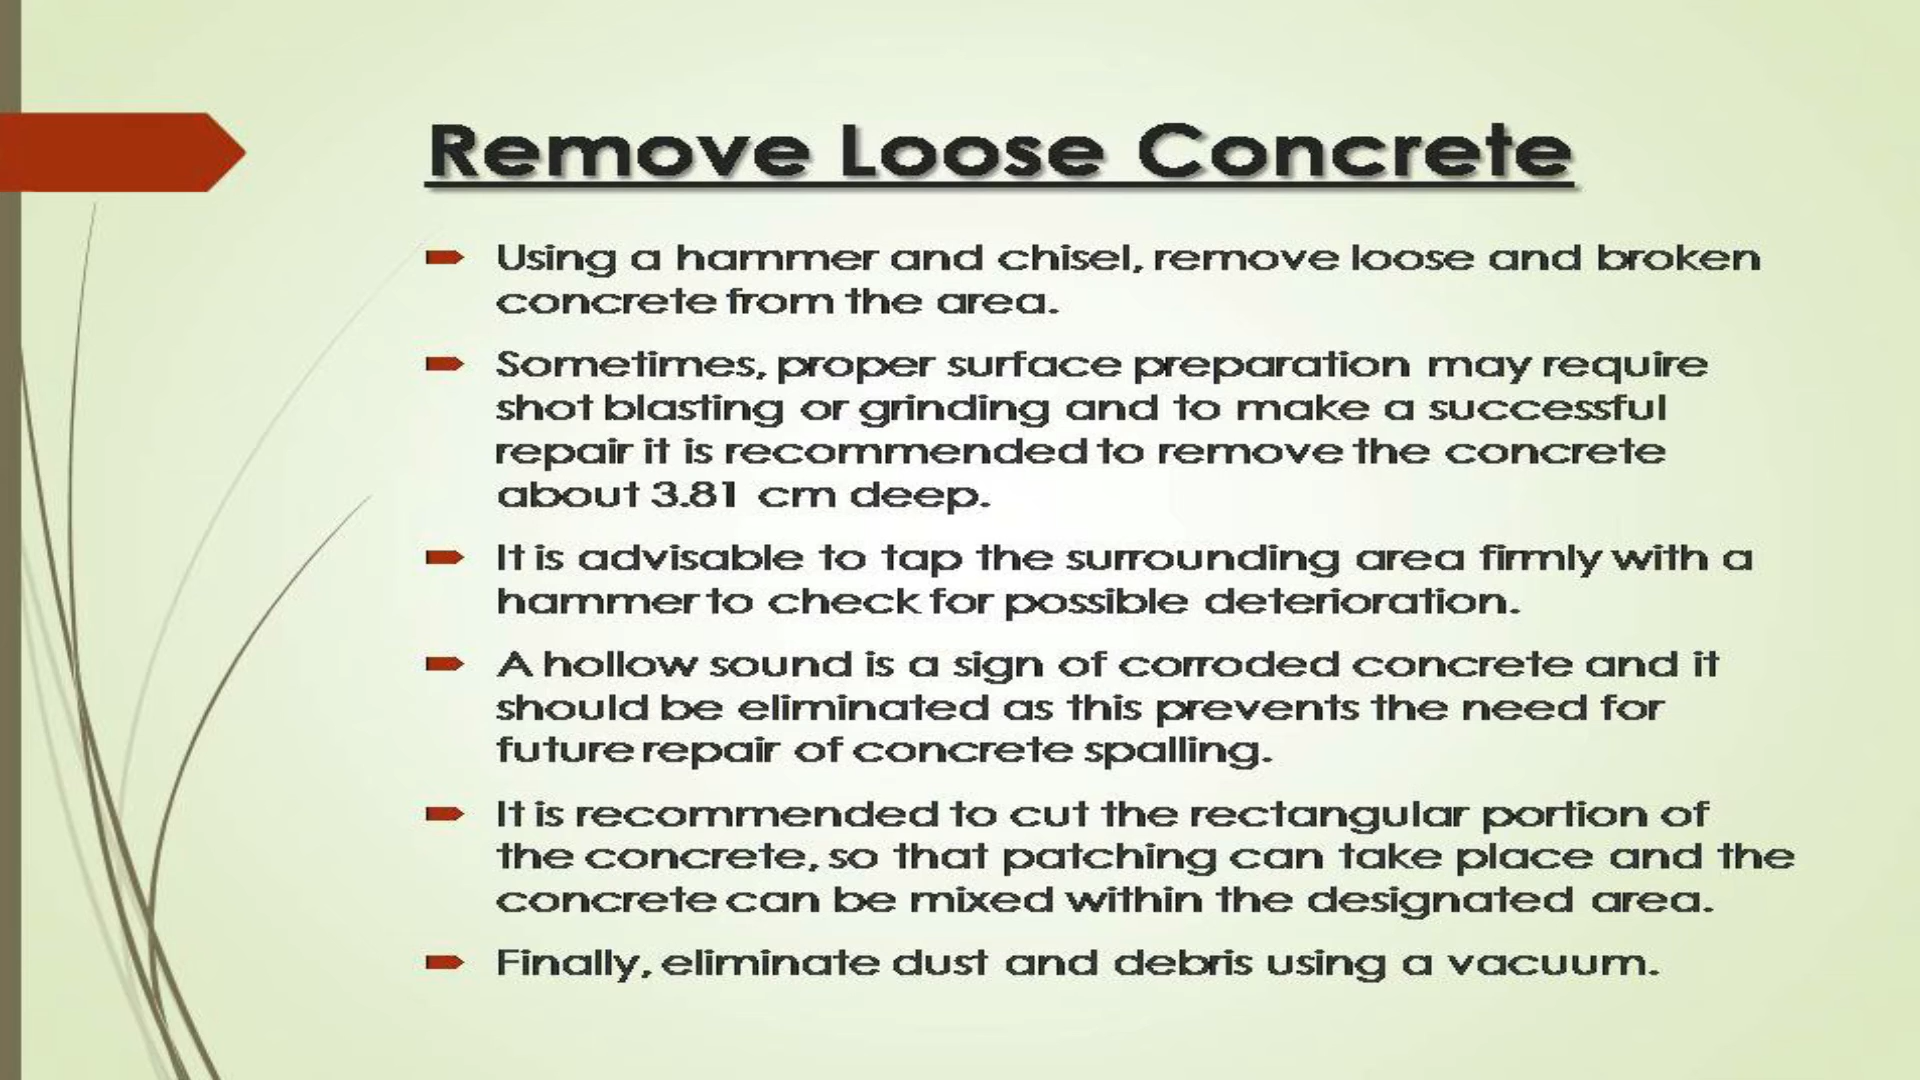 Remove Loose Concrete
Using a hammer and chisel, remove loose and broken
concrete from the area.
Sometimes, proper surface preparation may require
shot blasting or grinding and to make a successful
repair it is recommended to remove the concrete
about 3.81 cm deep.
It is advisable to tap the surrounding area firmly with a
hammer to check for possible deterioration.
A hollow sound is a sign of corroded concrete and it
should be eliminated as this prevents the need for
future repair of concrete spalling.
It is recommended to cut the rectangular portion of
the concrete, so that patching can take place and the
concrete can be mixed within the designated area.
Finally, eliminate dust and debris using a vacuum.